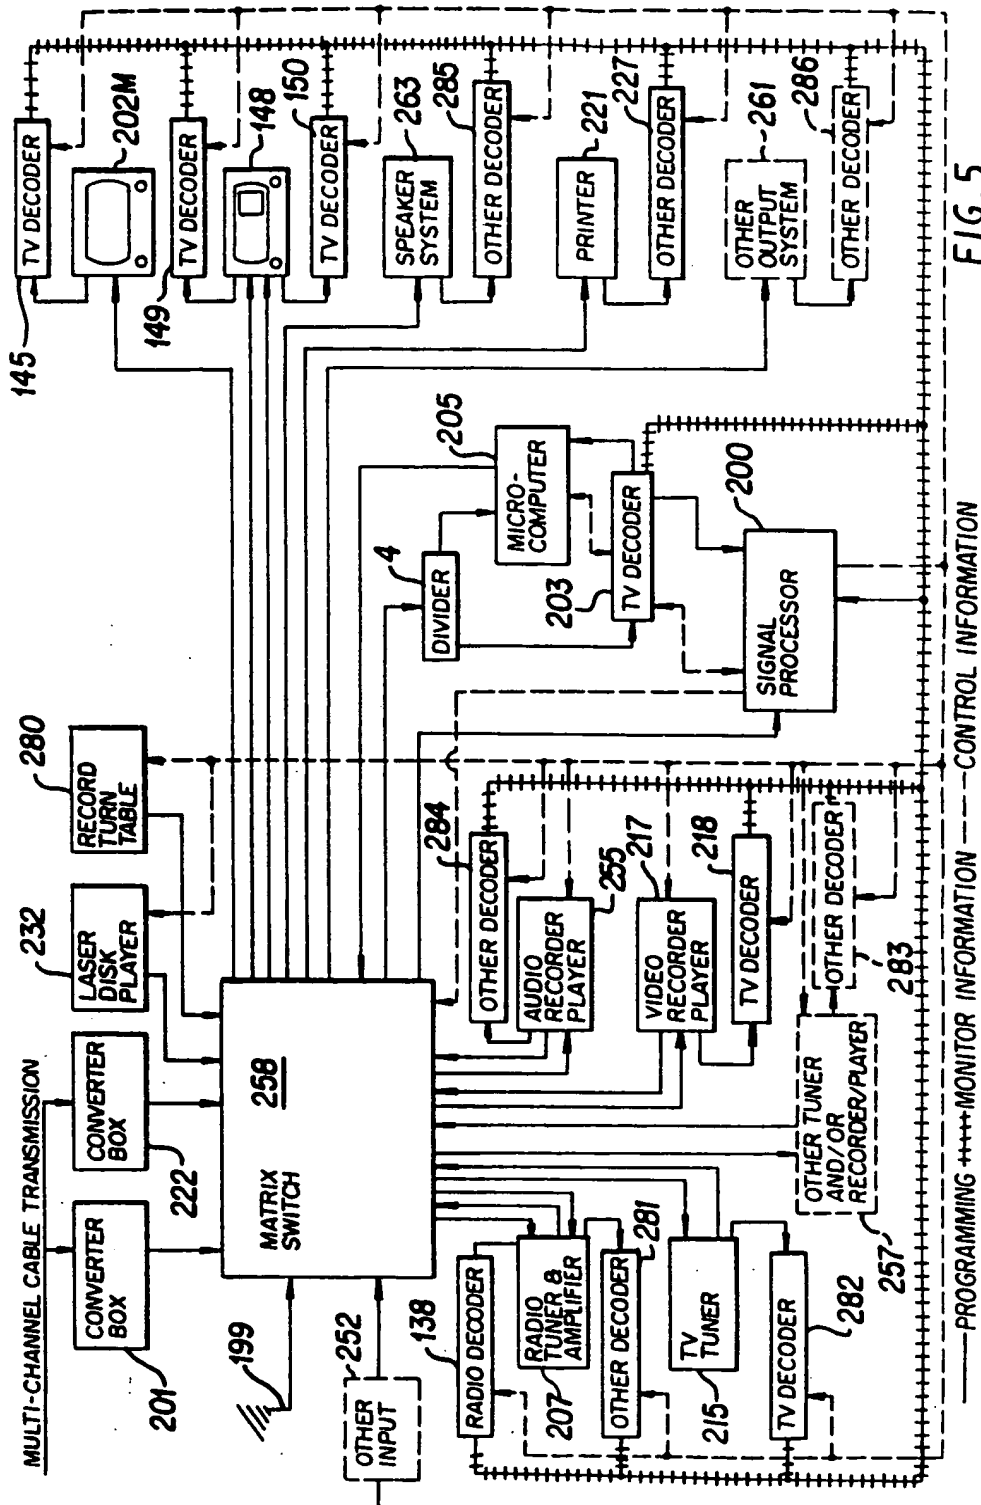 MULTI-CHANNEL CABLE TRANSMISSION
201
CONVERTER
BOX
222
CONVERTER
BOX
232
LASER
DISK
PLAYER
280
RECORD
TURN
TABLE
199
252
OTHER
INPUT
MATRIX
SWITCH
258
145
TV DECODER
202M
149
TV DECODER
148
TV DECODER
150
SPEAKER
SYSTEM
263
OTHER DECODER
285
PRINTER
221
OTHER DECODER
227
OTHER
OUTPUT
SYSTEM
261
OTHER DECODER
286
4
DIVIDER
MICRO-
COMPUTER
205
203
TV DECODER
SIGNAL
PROCESSOR
200
138
RADIO DECODER
RADIO
TUNER &
AMPLIFIER
207
OTHER DECODER
281
TV
TUNER
215
TV DECODER
282
OTHER DECODER
284
AUDIO
RECORDER
PLAYER
255
VIDEO
RECORDER
PLAYER
217
TV DECODER
218
OTHER TUNER
AND/OR
RECORDER/PLAYER
257
OTHER DECODER
283
PROGRAMMING MONITOR INFORMATION CONTROL INFORMATION
FIG. 5